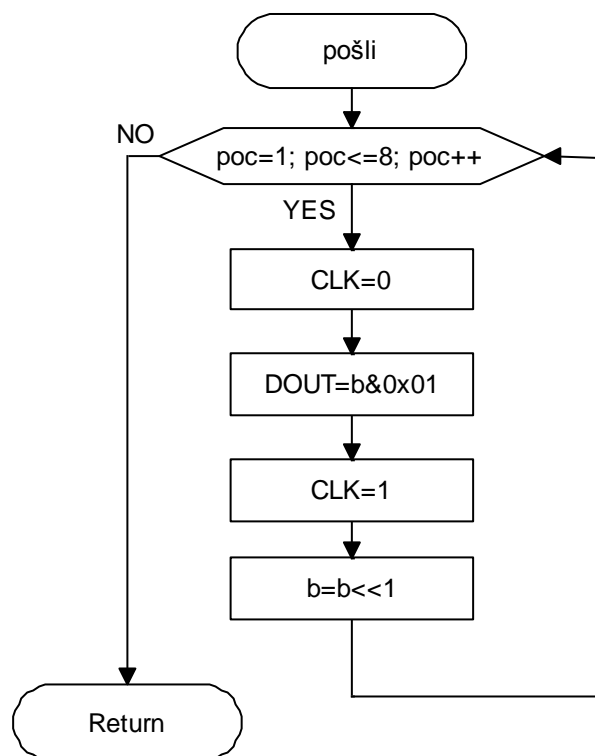 pošli
NO
poc=1; poc<=8; poc++
YES
CLK=0
DOUT=b&0x01
CLK=1
b=b<<1
Return